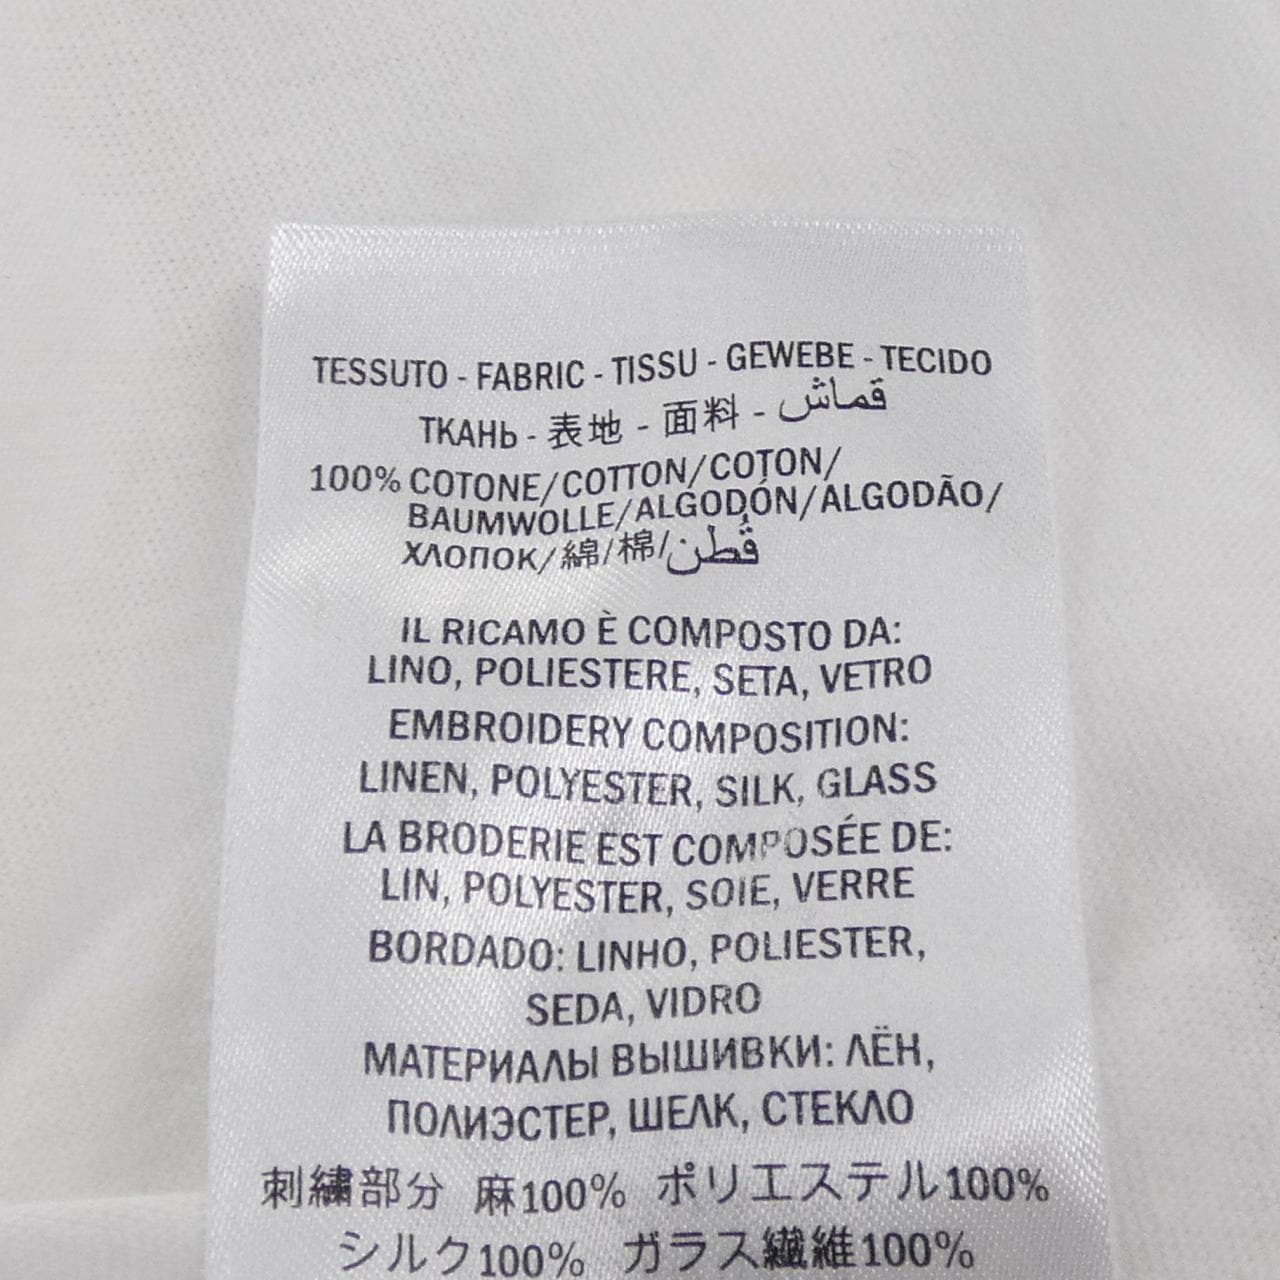 TESSUTO - FABRIC - TISSU - GEWEBE - TECIDO
ТКАНЬ - 表地 - 面料 - قماش
100% COTONE/COTTON/COTON/
BAUMWOLLE/ALGODÓN/ALGODÃO/
ХЛОПОК/綿/棉/قُطن
IL RICAMO È COMPOSTO DA:
LINO, POLIESTERE, SETA, VETRO
EMBROIDERY COMPOSITION:
LINEN, POLYESTER, SILK, GLASS
LA BRODERIE EST COMPOSÉE DE:
LIN, POLYESTER, SOIE, VERRE
BORDADO: LINHO, POLIESTER,
SEDA, VIDRO
МАТЕРИАЛЫ ВЫШИВКИ: ЛЁН,
ПОЛИЭСТЕР, ШЕЛК, СТЕКЛО
刺繍部分 麻100% ポリエステル100%
シルク100% ガラス繊維100%